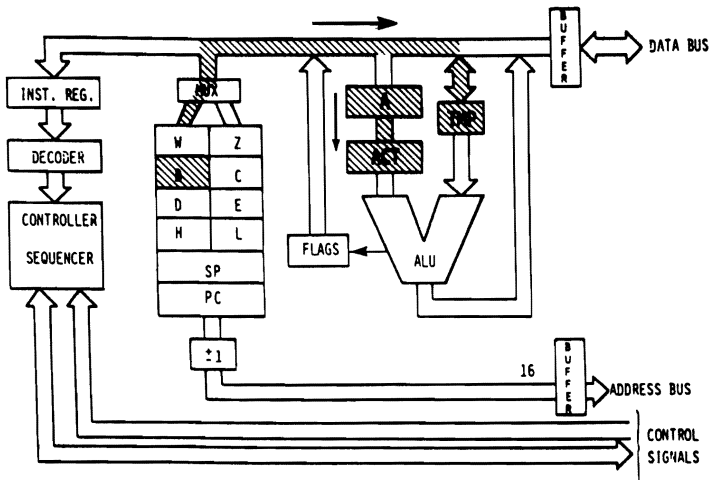 BUFFER
DATA BUS
INST. REG.
MUX
A
TMP
DECODER
W Z
B C
ACT
D E
CONTROLLER
SEQUENCER
H L
FLAGS
ALU
SP
PC
±1
16
BUFFER
ADDRESS BUS
CONTROL
SIGNALS